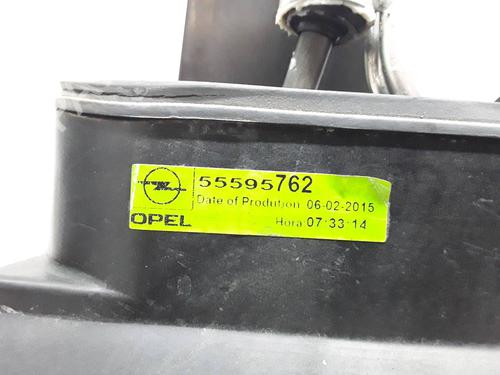 55595762
Date of Prodution 06-02-2015
OPEL
Hora 07:33:14